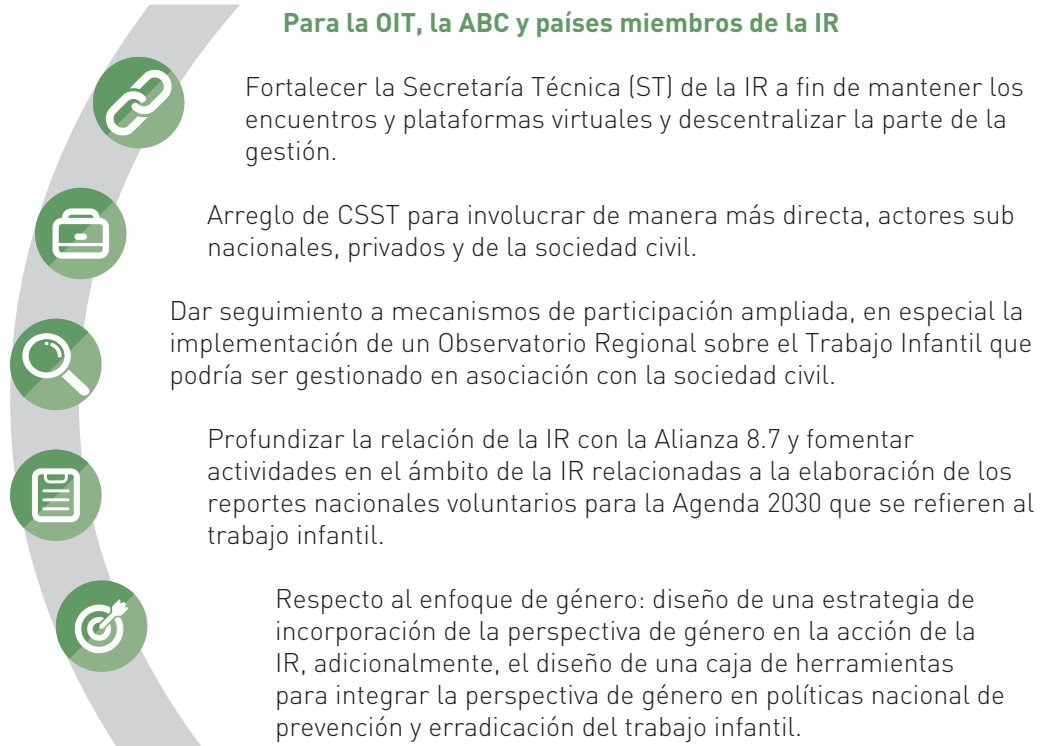 Para la OIT, la ABC y países miembros de la IR
Fortalecer la Secretaría Técnica (ST) de la IR a fin de mantener los
encuentros y plataformas virtuales y descentralizar la parte de la
gestión.
Arreglo de CSST para involucrar de manera más directa, actores sub
nacionales, privados y de la sociedad civil.
Dar seguimiento a mecanismos de participación ampliada, en especial la
implementación de un Observatorio Regional sobre el Trabajo Infantil que
podría ser gestionado en asociación con la sociedad civil.
Profundizar la relación de la IR con la Alianza 8.7 y fomentar
actividades en el ámbito de la IR relacionadas a la elaboración de los
reportes nacionales voluntarios para la Agenda 2030 que se refieren al
trabajo infantil.
Respecto al enfoque de género: diseño de una estrategia de
incorporación de la perspectiva de género en la acción de la
IR, adicionalmente, el diseño de una caja de herramientas
para integrar la perspectiva de género en políticas nacional de
prevención y erradicación del trabajo infantil.